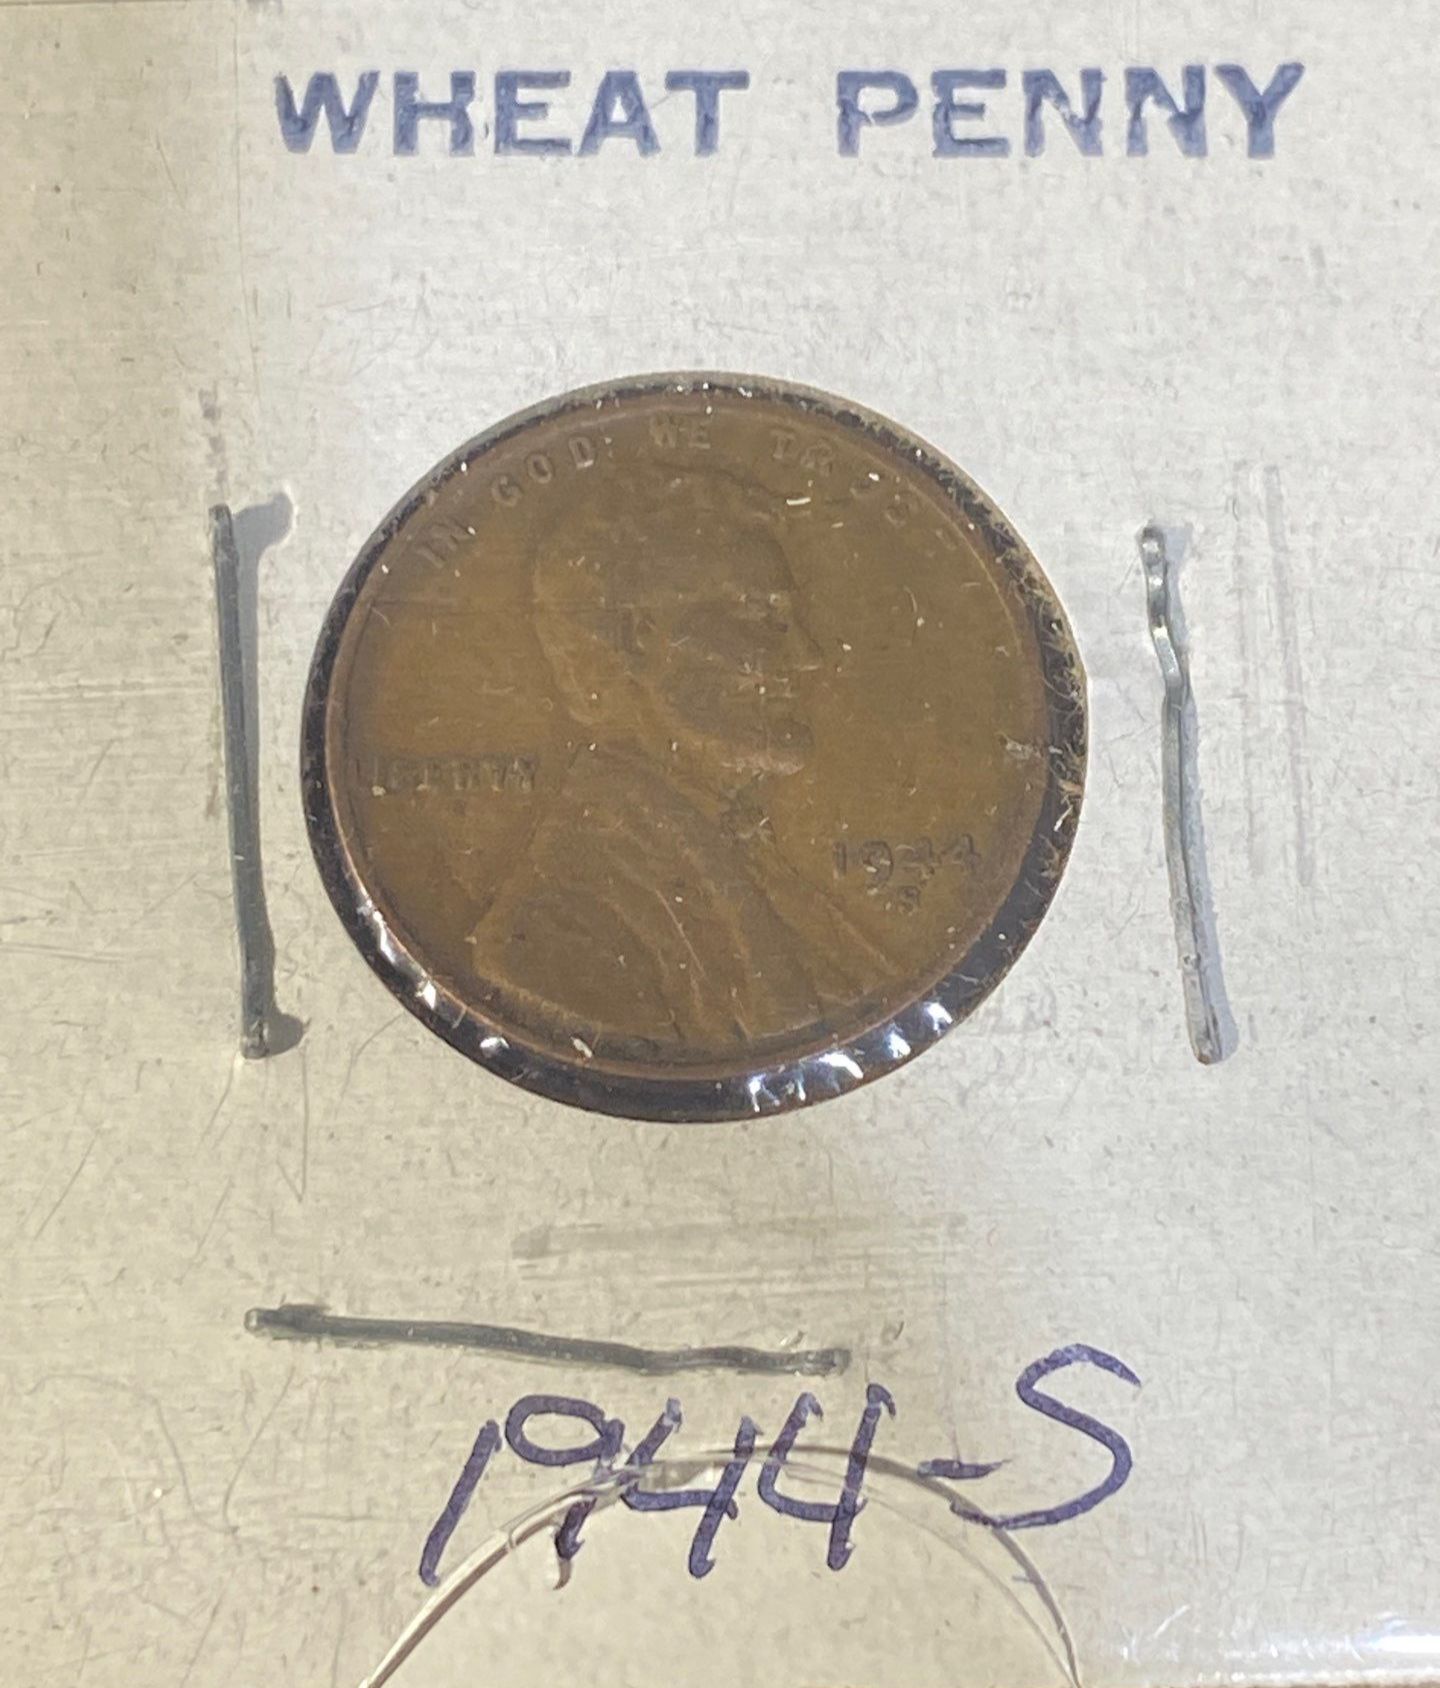 WHEAT PENNY
IN GOD WE TRUST
LIBERTY
1944
S
1944-S